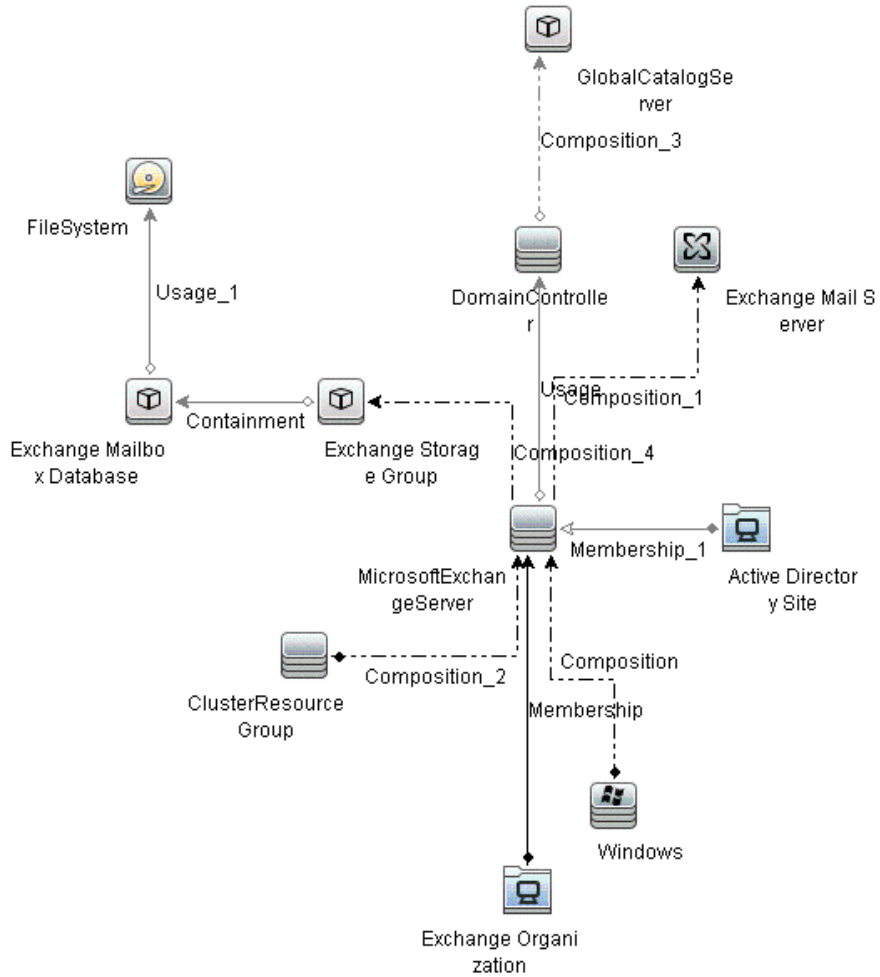 GlobalCatalogSe
rver
Composition_3
FileSystem
Usage_1
DomainControlle
r
Exchange Mail S
erver
Usage
Composition_1
Containment
Exchange Mailbo
x Database
Exchange Storag
e Group
Composition_4
MicrosoftExchan
geServer
Membership_1
Active Director
y Site
ClusterResource
Group
Composition_2
Composition
Membership
Windows
Exchange Organi
zation